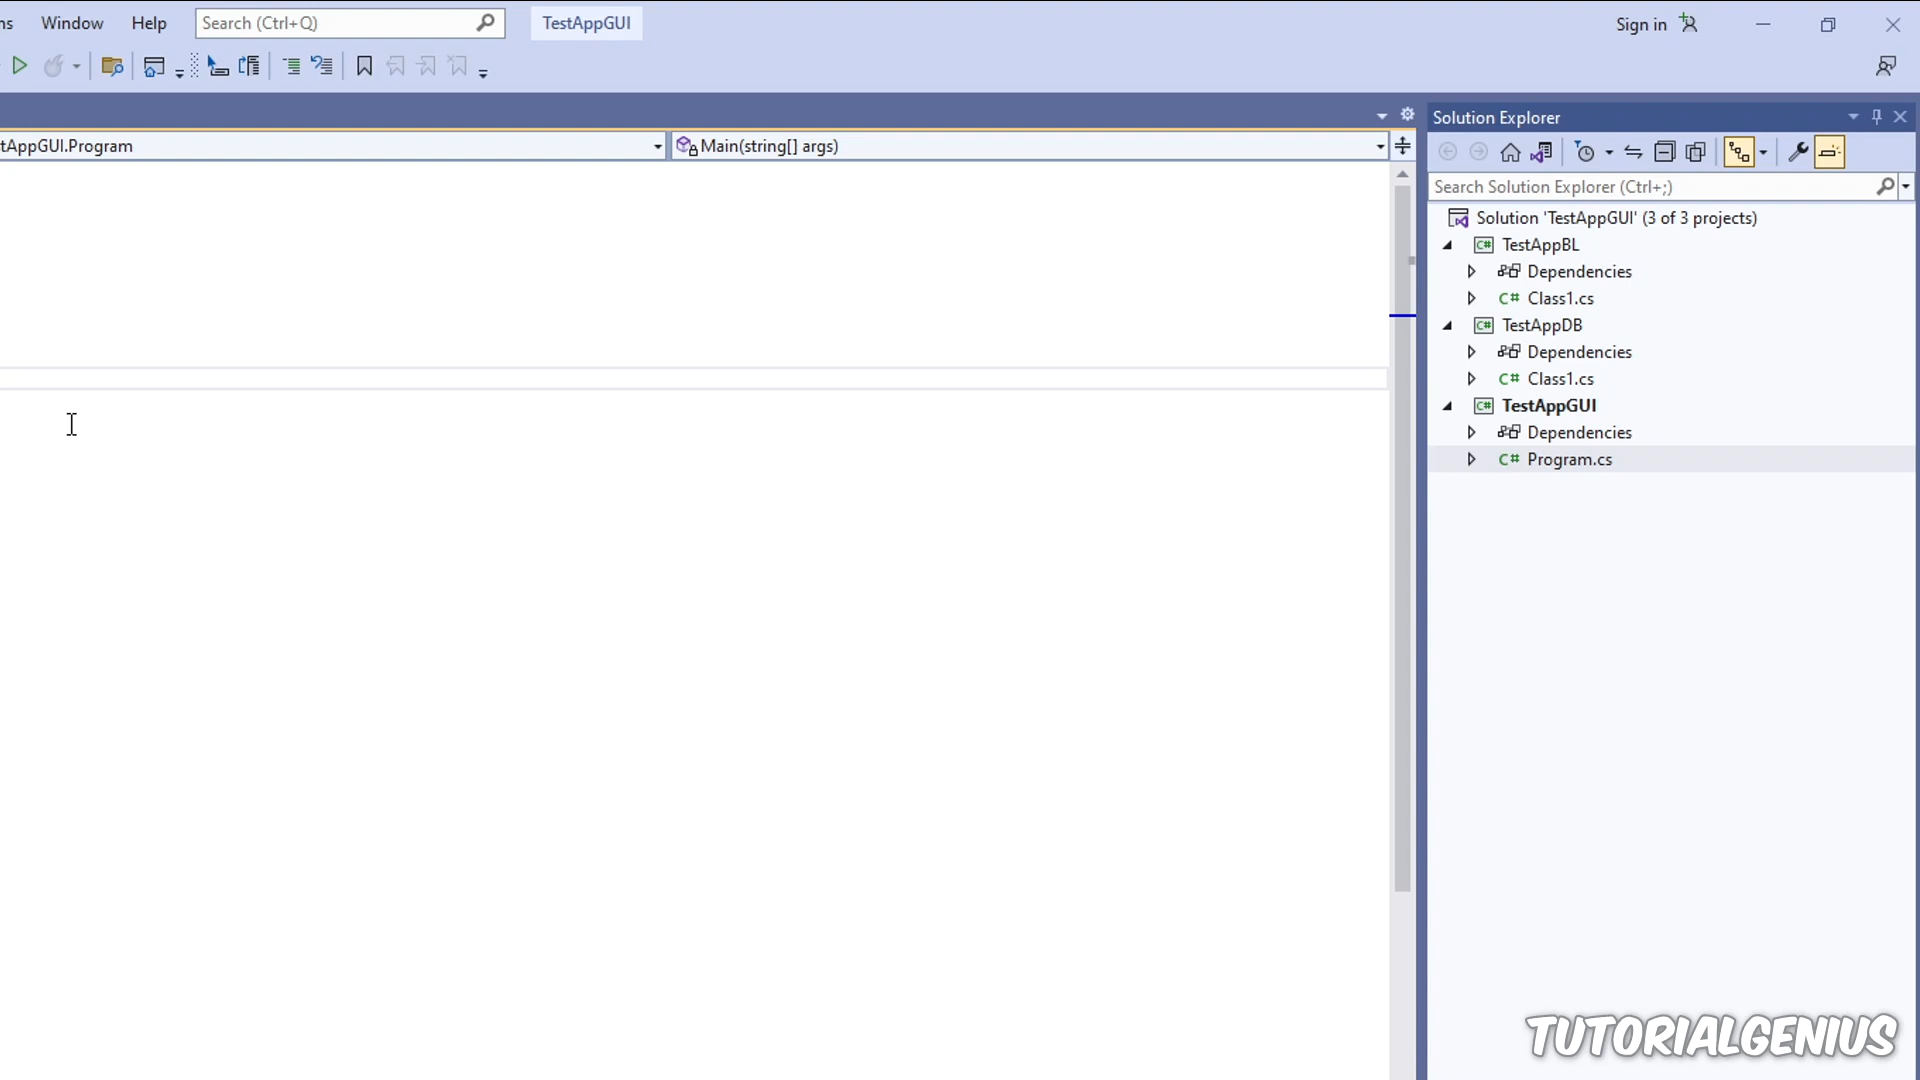 ns Window Help Search (Ctrl+Q) TestAppGUI Sign in
Solution Explorer
tAppGUI.Program Main(string[] args)
Search Solution Explorer (Ctrl+;)
Solution 'TestAppGUI' (3 of 3 projects)
C# TestAppBL
Dependencies
C# Class1.cs
C# TestAppDB
Dependencies
C# Class1.cs
C# TestAppGUI
Dependencies
C# Program.cs
TUTORIALGENIUS